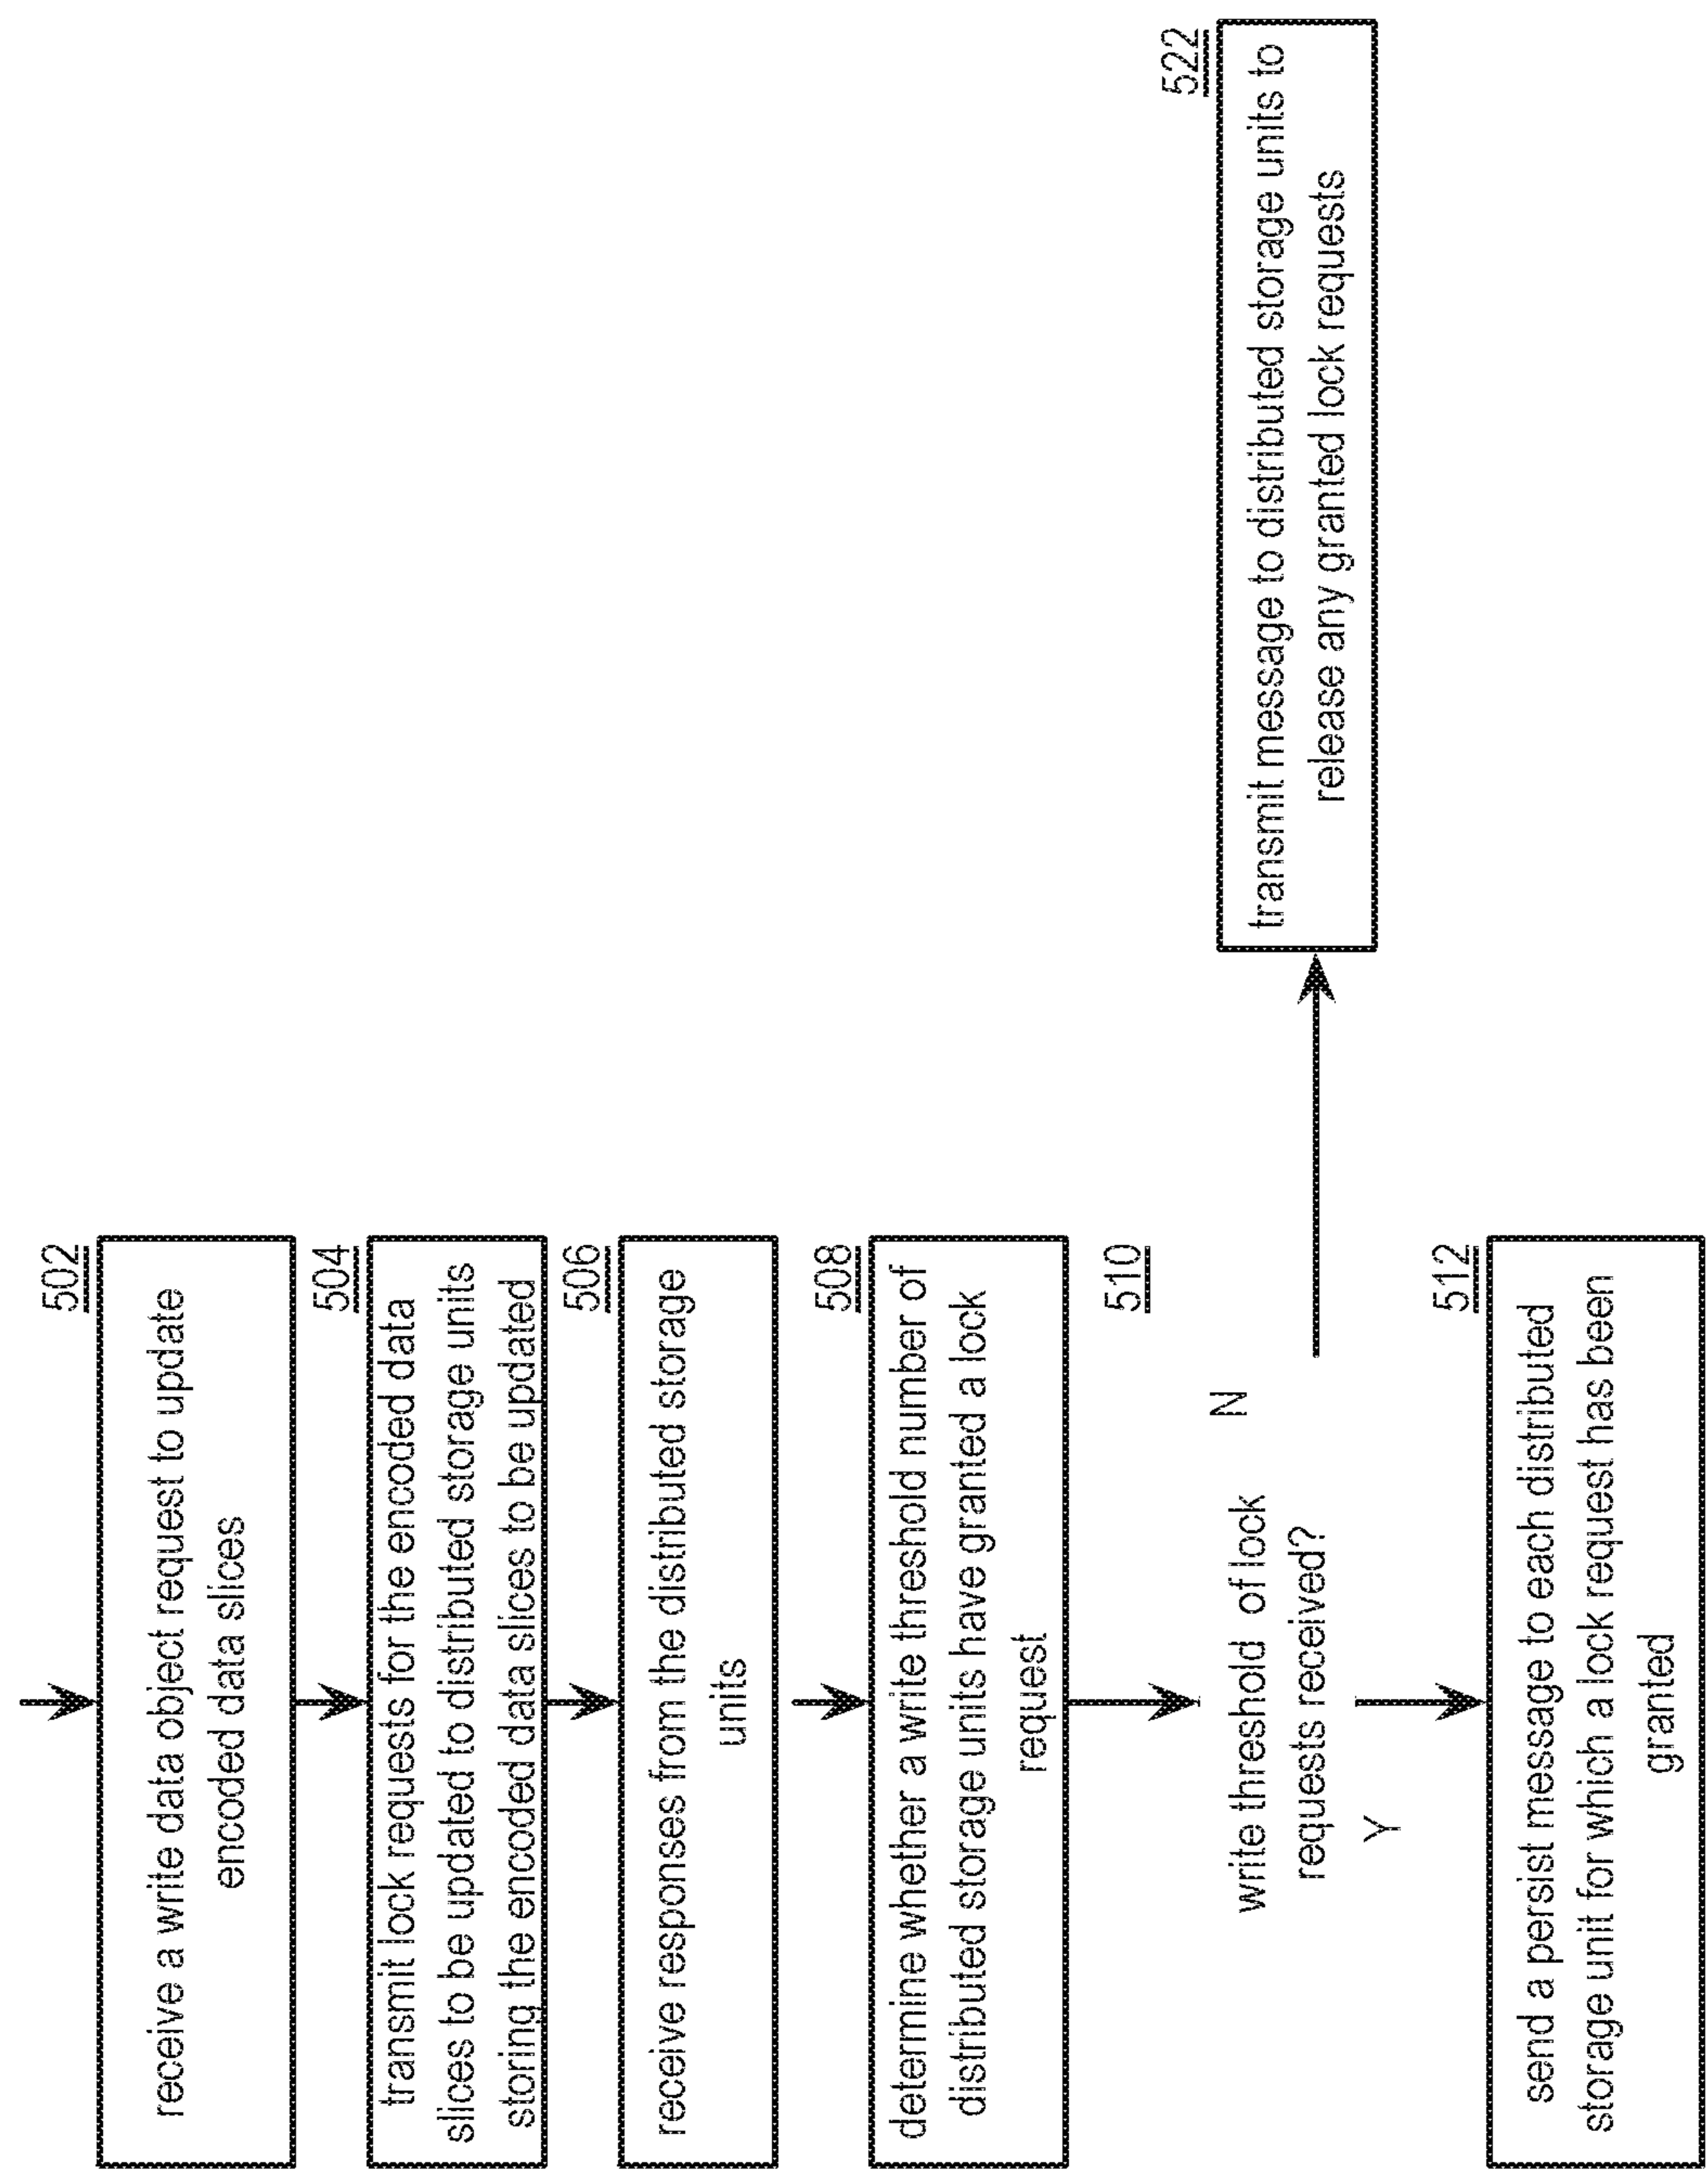 502
receive a write data object request to update
encoded data slices
504
transmit lock requests for the encoded data
slices to be updated to distributed storage units
storing the encoded data slices to be updated
506
receive responses from the distributed storage
units
508
determine whether a write threshold number of
distributed storage units have granted a lock
request
510
write threshold of lock
requests received?
N
Y
522
transmit message to distributed storage units to
release any granted lock requests
512
send a persist message to each distributed
storage unit for which a lock request has been
granted